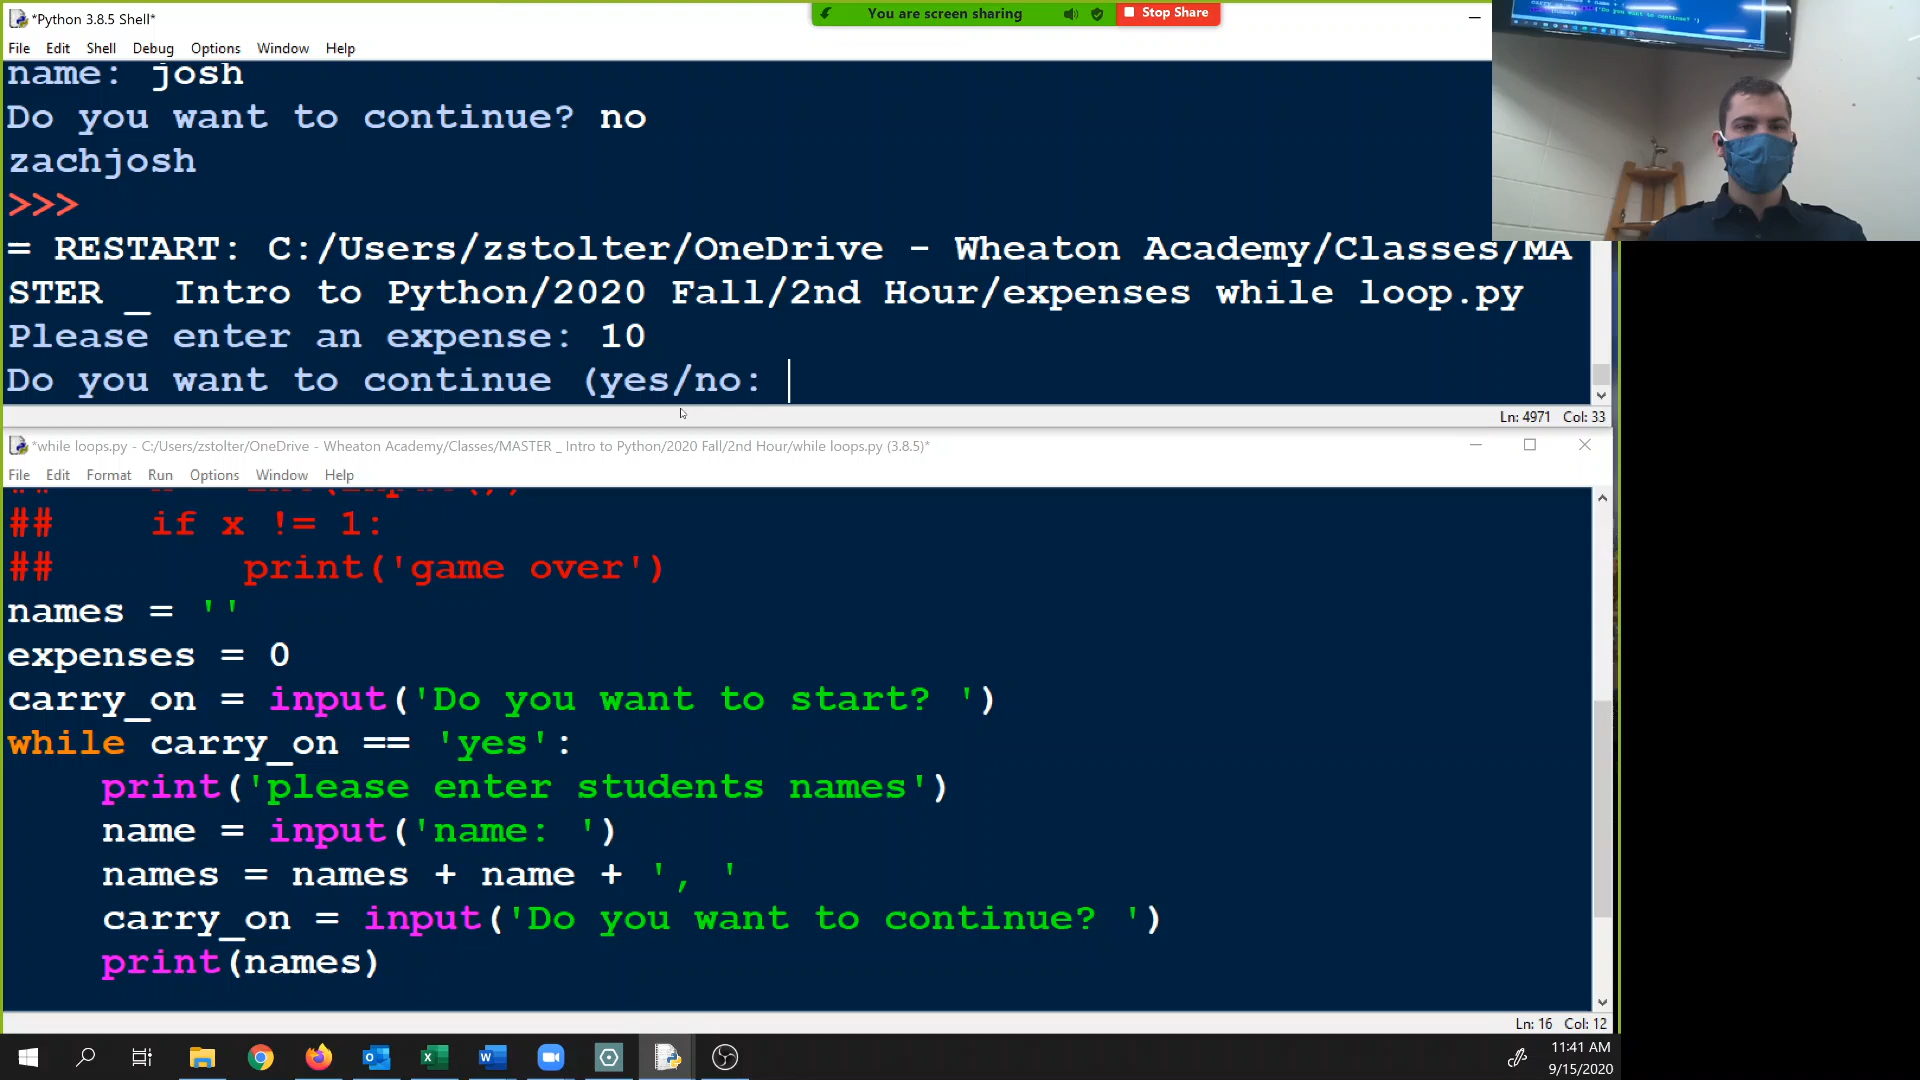 *Python 3.8.5 Shell*
You are screen sharing
Stop Share
File Edit Shell Debug Options Window Help
name: josh
Do you want to continue? no
zachjosh
>>>
= RESTART: C:/Users/zstolter/OneDrive - Wheaton Academy/Classes/MA
STER _ Intro to Python/2020 Fall/2nd Hour/expenses while loop.py
Please enter an expense: 10
Do you want to continue (yes/no:
Ln: 4971 Col: 33
*while loops.py - C:/Users/zstolter/OneDrive - Wheaton Academy/Classes/MASTER _ Intro to Python/2020 Fall/2nd Hour/while loops.py (3.8.5)*
File Edit Format Run Options Window Help
## if x != 1:
## print('game over')
names = ''
expenses = 0
carry_on = input('Do you want to start? ')
while carry_on == 'yes':
    print('please enter students names')
    name = input('name: ')
    names = names + name + ', '
    carry_on = input('Do you want to continue? ')
    print(names)
Ln: 16 Col: 12
11:41 AM
9/15/2020